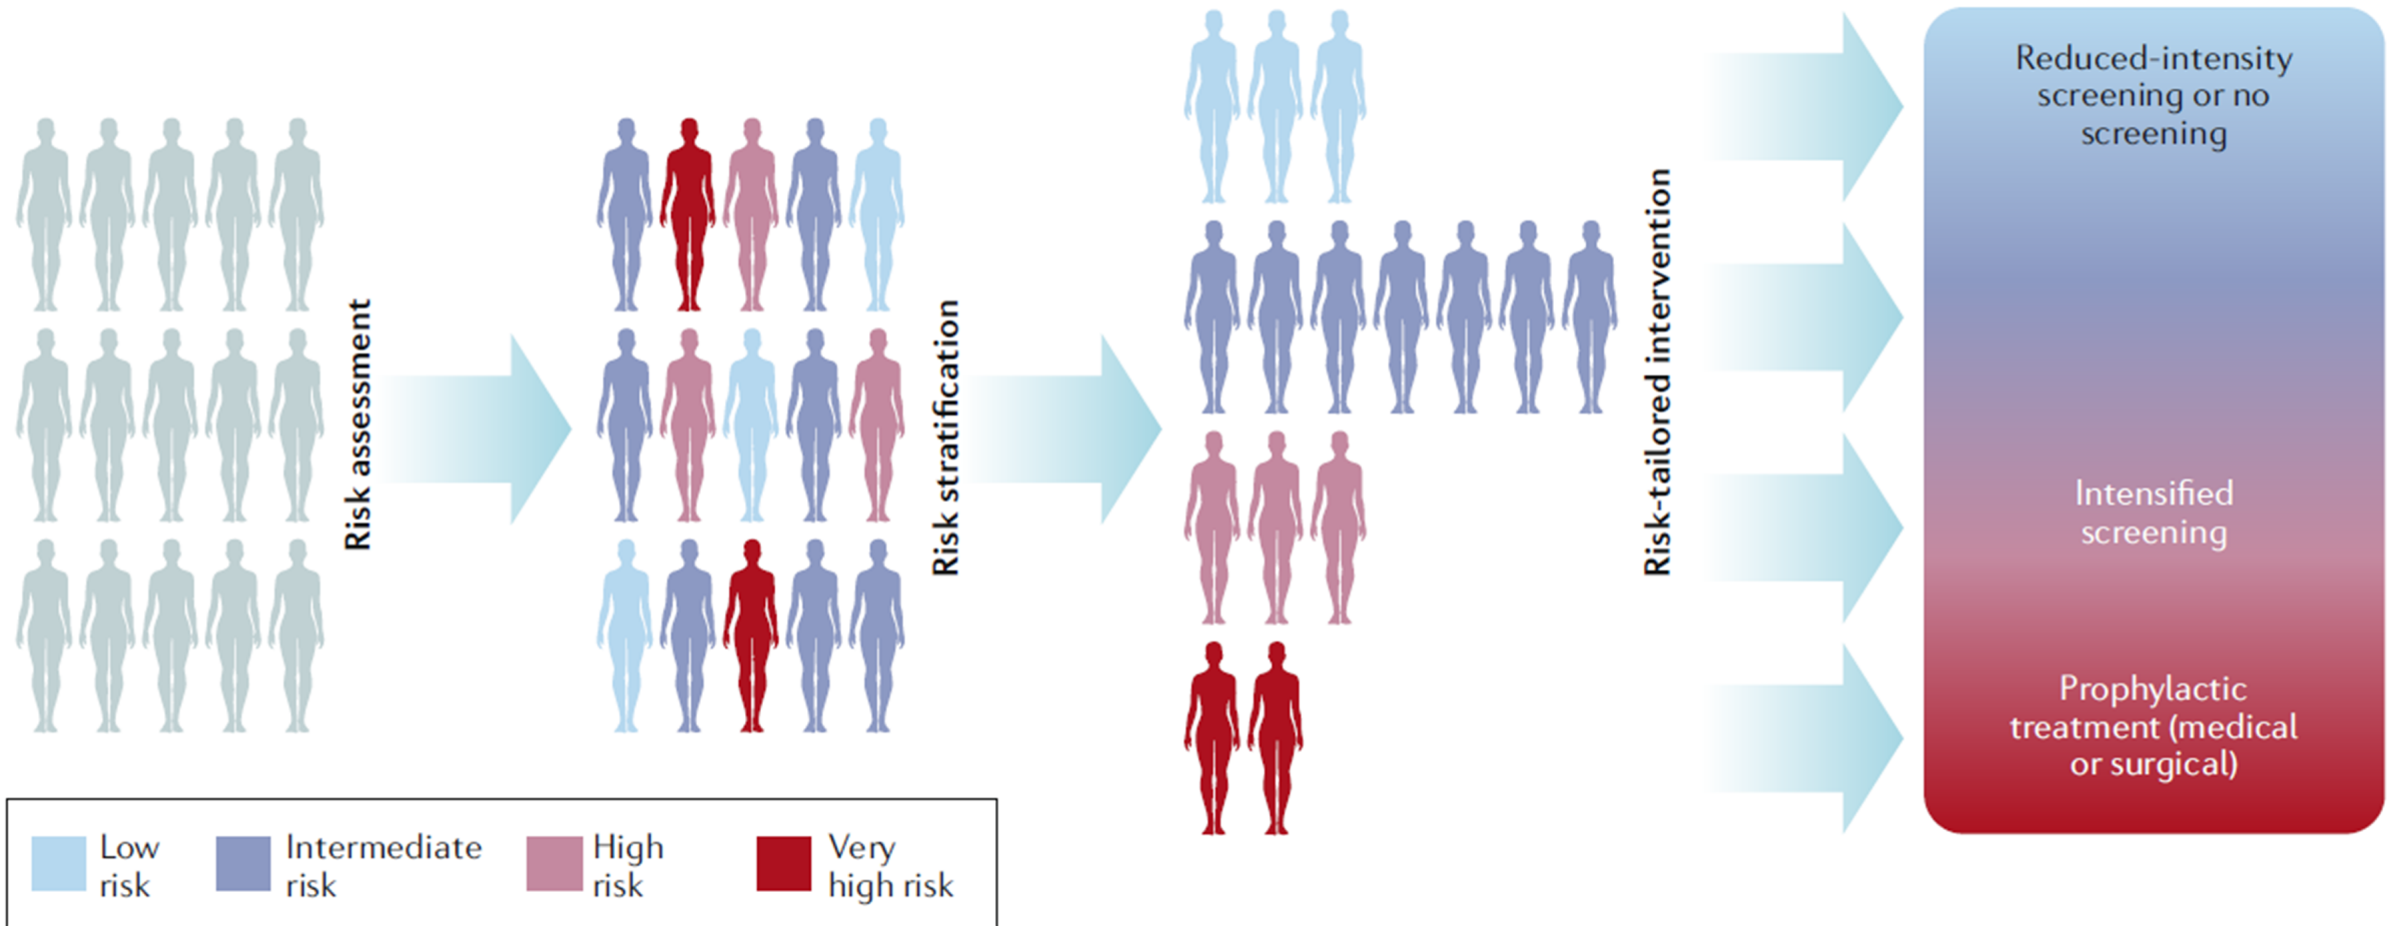 Risk assessment
Risk stratification
Risk-tailored intervention
Reduced-intensity
screening or no
screening
Intensified
screening
Prophylactic
treatment (medical
or surgical)
Low
risk
Intermediate
risk
High
risk
Very
high risk